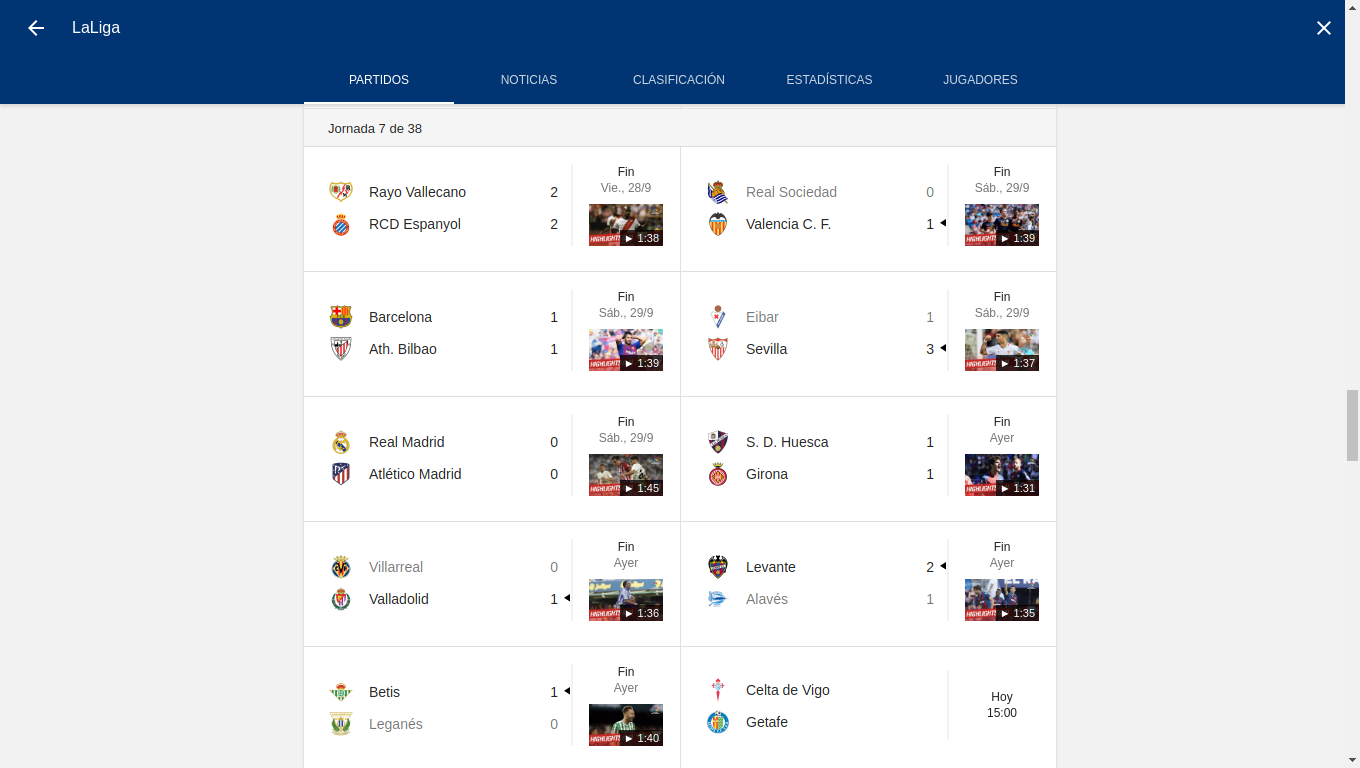 LaLiga
PARTIDOS NOTICIAS CLASIFICACIÓN ESTADÍSTICAS JUGADORES
Jornada 7 de 38
Fin
Vie., 28/9
Rayo Vallecano 2
RCD Espanyol 2
HIGHLIGHTS 1:38
Fin
Sáb., 29/9
Real Sociedad 0
Valencia C. F. 1
HIGHLIGHTS 1:39
Fin
Sáb., 29/9
Barcelona 1
Ath. Bilbao 1
HIGHLIGHTS 1:39
Fin
Sáb., 29/9
Eibar 1
Sevilla 3
HIGHLIGHTS 1:37
Fin
Sáb., 29/9
Real Madrid 0
Atlético Madrid 0
HIGHLIGHTS 1:45
Fin
Ayer
S. D. Huesca 1
Girona 1
HIGHLIGHTS 1:31
Fin
Ayer
Villarreal 0
Valladolid 1
HIGHLIGHTS 1:36
Fin
Ayer
Levante 2
Alavés 1
HIGHLIGHTS 1:35
Fin
Ayer
Betis 1
Leganés 0
HIGHLIGHTS 1:40
Celta de Vigo
Getafe
Hoy
15:00